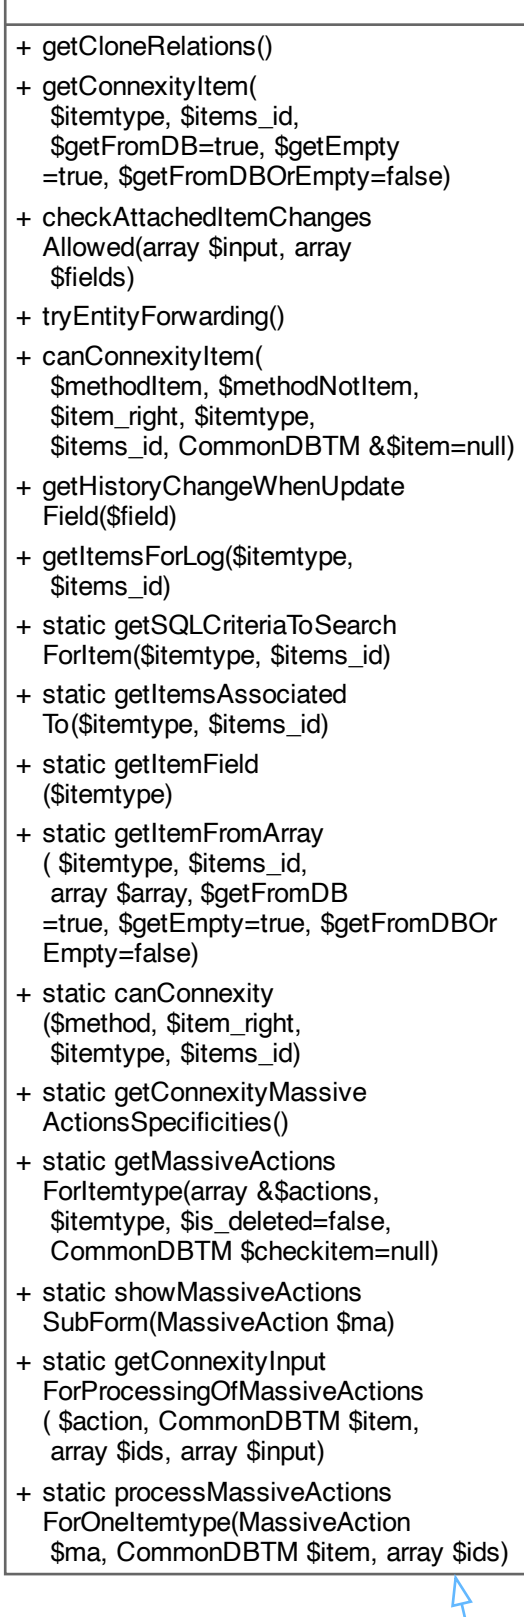 + getCloneRelations()
+ getConnexityItem(
$itemtype, $items_id,
$getFromDB=true, $getEmpty
=true, $getFromDBOrEmpty=false)
+ checkAttachedItemChanges
Allowed(array $input, array
$fields)
+ tryEntityForwarding()
+ canConnexityItem(
$methodItem, $methodNotItem,
$item_right, $itemtype,
$items_id, CommonDBTM &$item=null)
+ getHistoryChangeWhenUpdate
Field($field)
+ getItemsForLog($itemtype,
$items_id)
+ static getSQLCriteriaToSearch
ForItem($itemtype, $items_id)
+ static getItemsAssociated
To($itemtype, $items_id)
+ static getItemField
($itemtype)
+ static getItemFromArray
( $itemtype, $items_id,
array $array, $getFromDB
=true, $getEmpty=true, $getFromDBOr
Empty=false)
+ static canConnexity
($method, $item_right,
$itemtype, $items_id)
+ static getConnexityMassive
ActionsSpecificities()
+ static getMassiveActions
ForItemtype(array &$actions,
$itemtype, $is_deleted=false,
CommonDBTM $checkitem=null)
+ static showMassiveActions
SubForm(MassiveAction $ma)
+ static getConnexityInput
ForProcessingOfMassiveActions
( $action, CommonDBTM $item,
array $ids, array $input)
+ static processMassiveActions
ForOneItemtype(MassiveAction
$ma, CommonDBTM $item, array $ids)